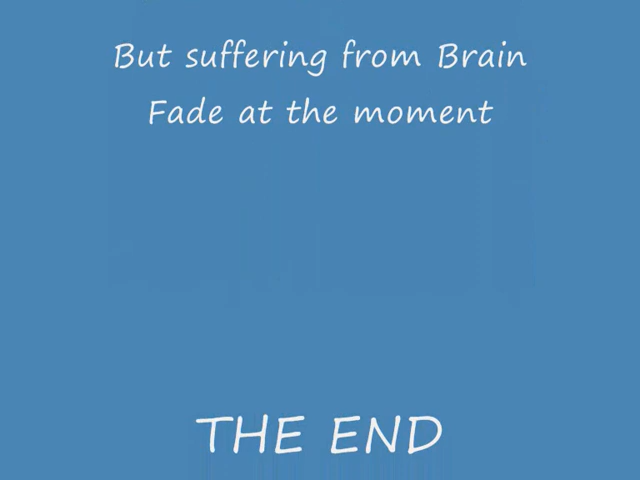 But suffering from Brain
Fade at the moment
THE END